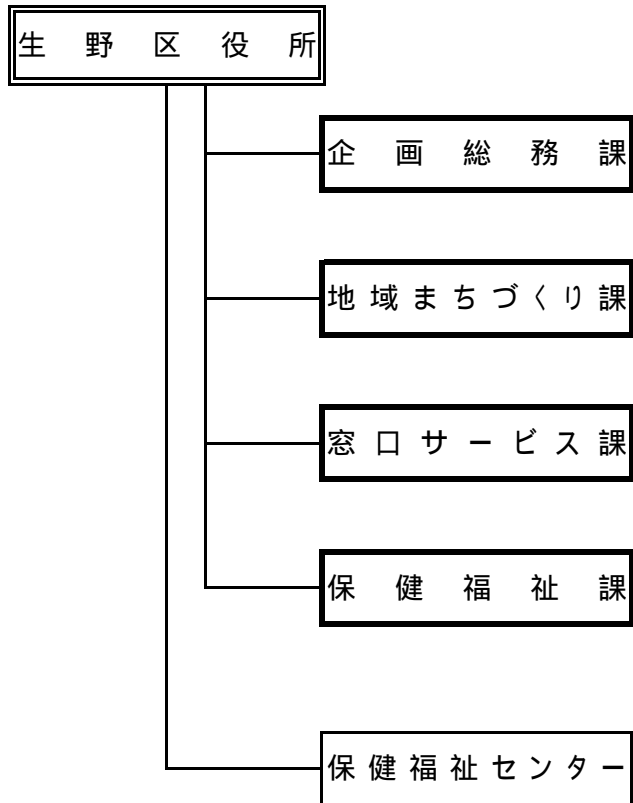 生野区役所
企画総務課
地域まちづくり課
窓口サービス課
保健福祉課
保健福祉センター